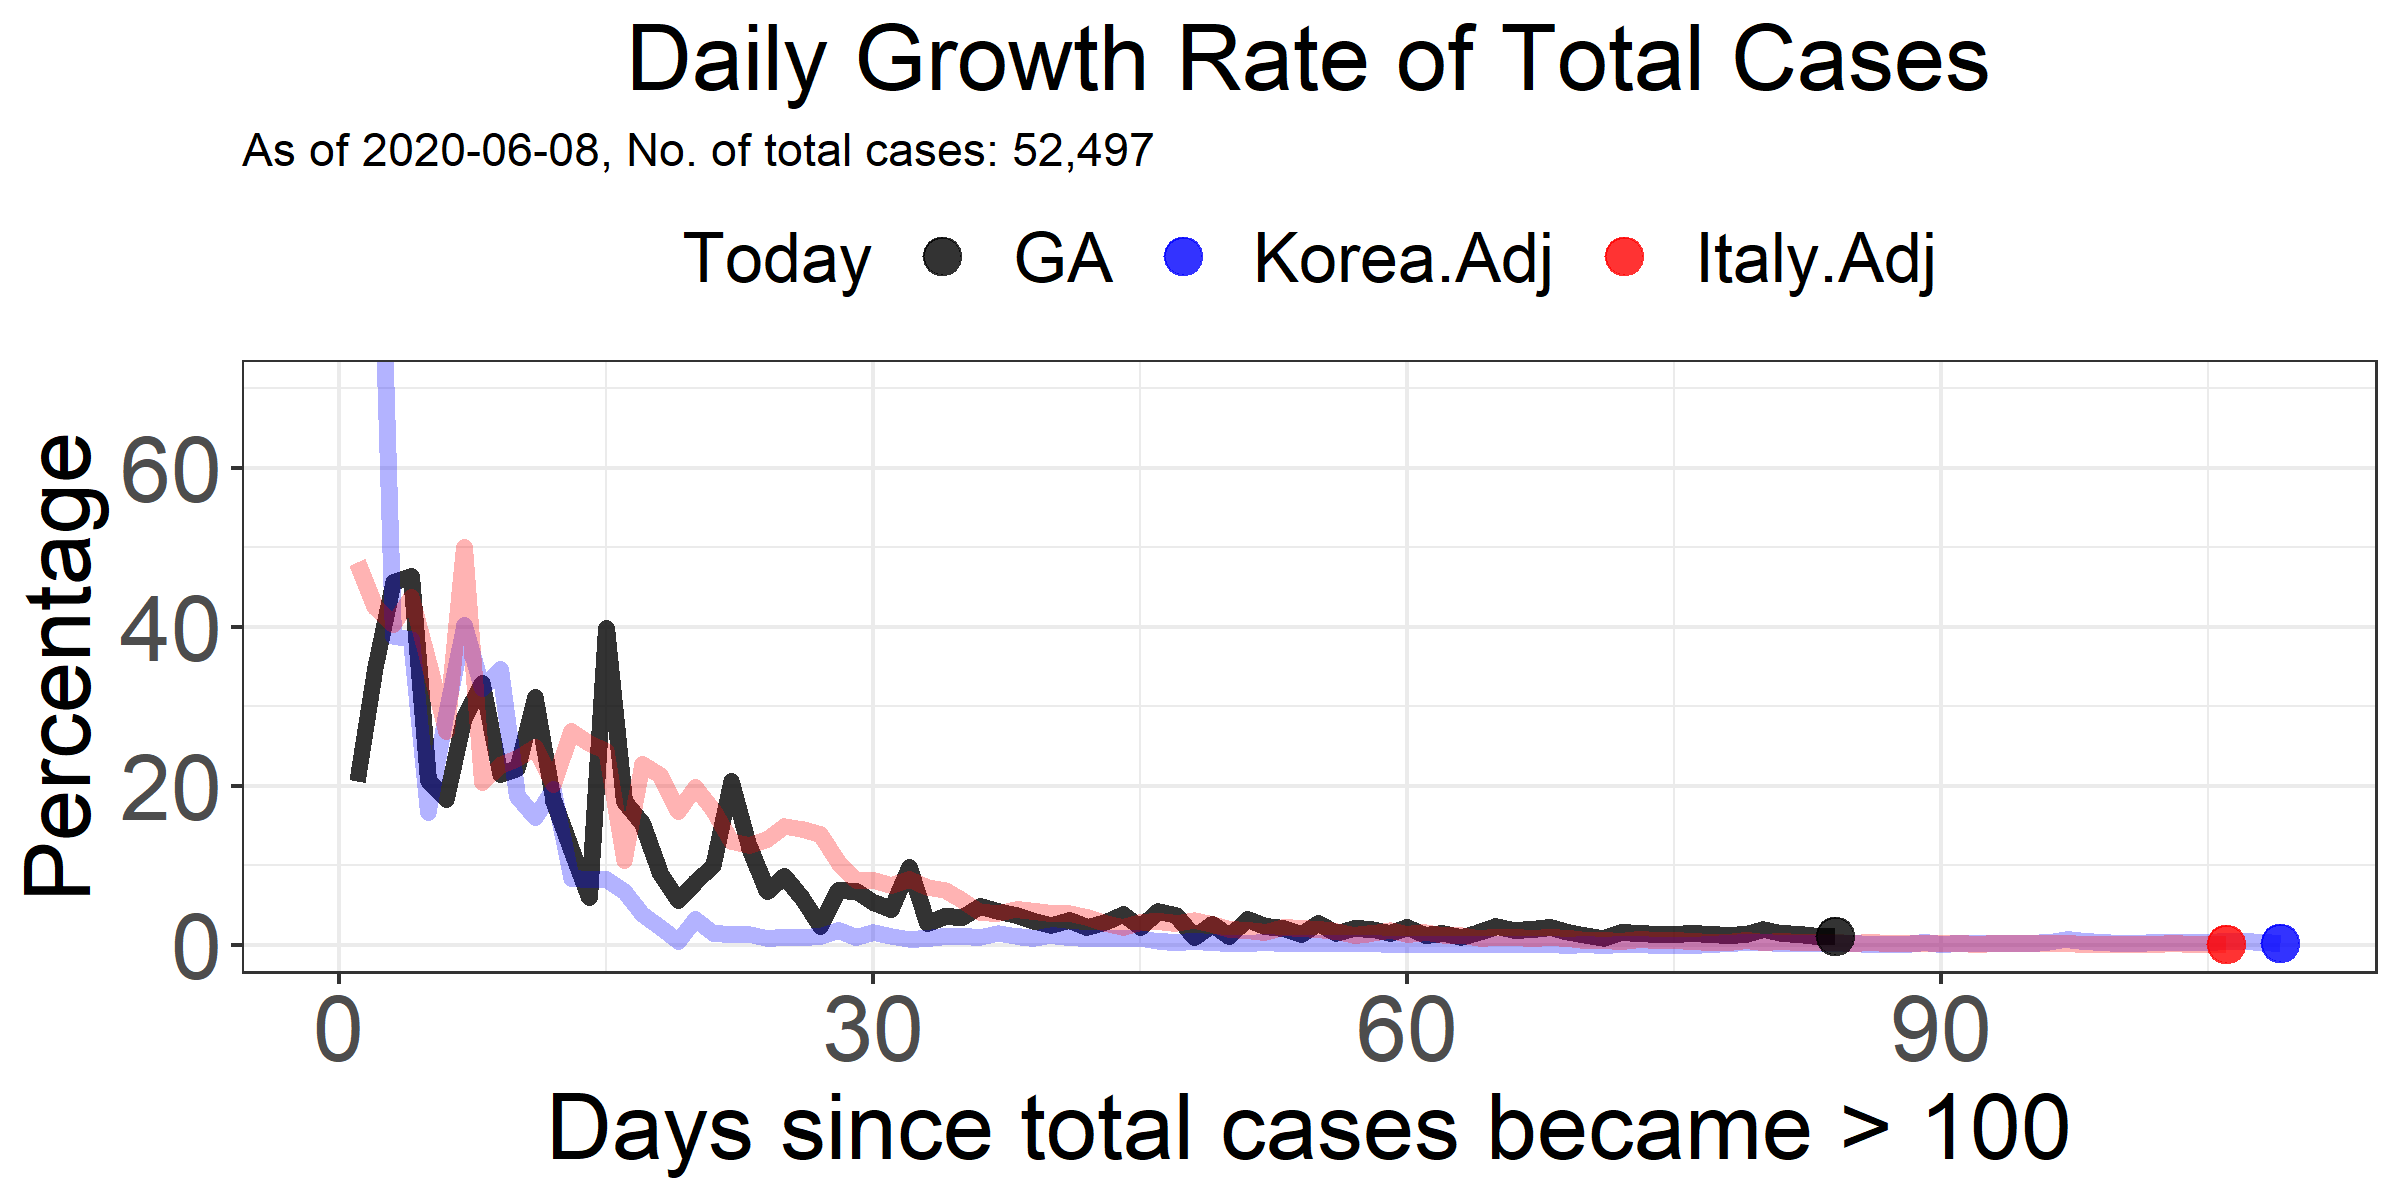 Daily Growth Rate of Total Cases
As of 2020-06-08, No. of total cases: 52,497
Today GA Korea.Adj Italy.Adj
Percentage
60
40
20
0
0 30 60 90
Days since total cases became > 100